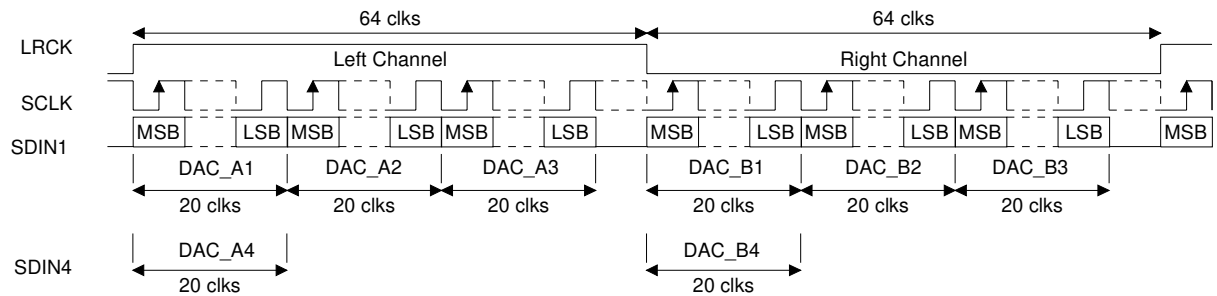 64 clks 64 clks
LRCK Left Channel Right Channel
SCLK
SDIN1 MSB LSB MSB LSB MSB LSB MSB LSB MSB LSB MSB LSB MSB
DAC_A1 DAC_A2 DAC_A3 DAC_B1 DAC_B2 DAC_B3
20 clks 20 clks 20 clks 20 clks 20 clks 20 clks
DAC_A4 DAC_B4
SDIN4
20 clks 20 clks